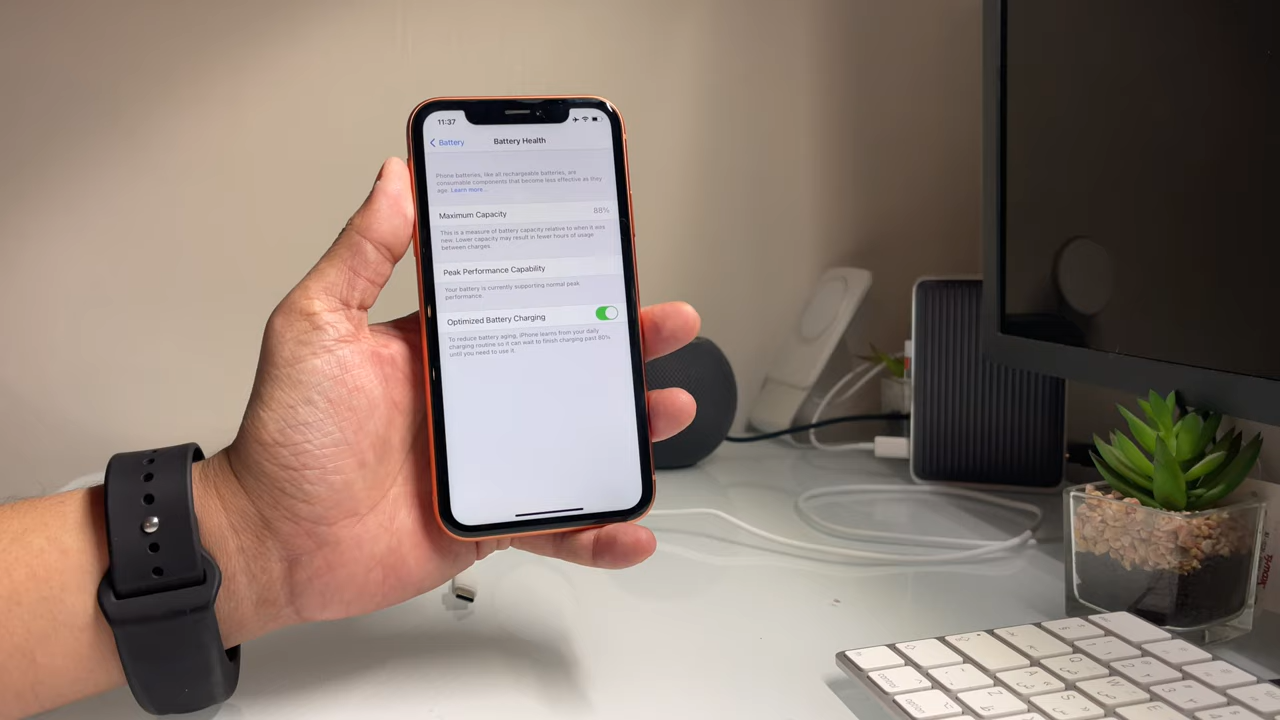 11:37
Battery
Battery Health
Phone batteries, like all rechargeable batteries, are
consumable components that become less effective as they
age. Learn more...
Maximum Capacity 88%
This is a measure of battery capacity relative to when it was
new. Lower capacity may result in fewer hours of usage
between charges.
Peak Performance Capability
Your battery is currently supporting normal peak
performance.
Optimized Battery Charging
To reduce battery aging, iPhone learns from your daily
charging routine so it can wait to finish charging past 80%
until you need to use it.
Q
W
A
Z
control
option